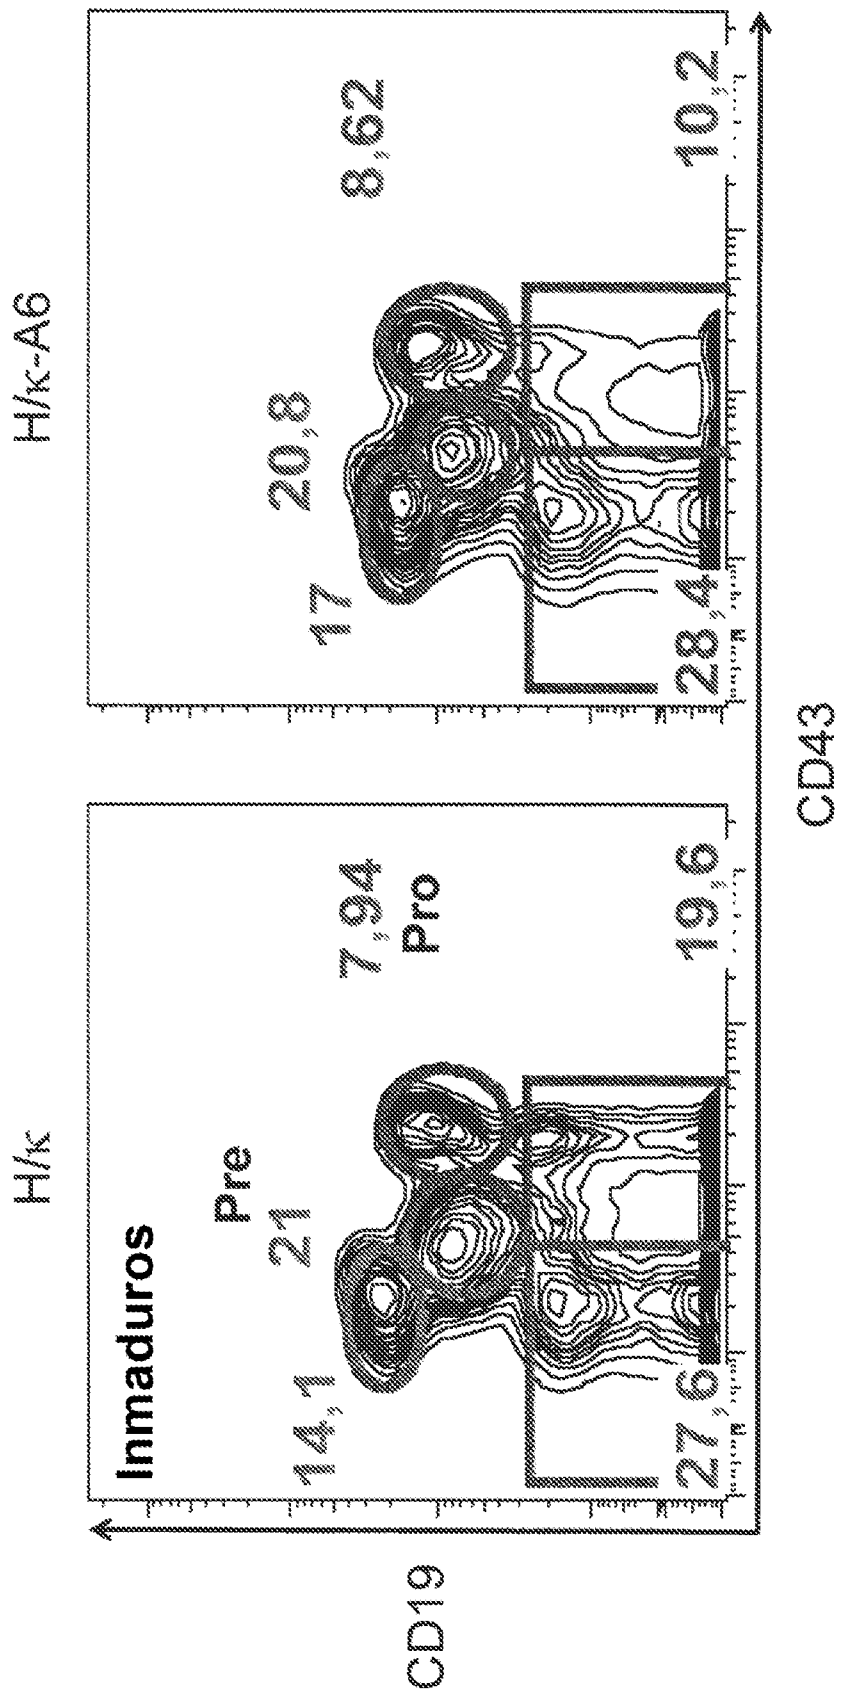 H/κ
H/κ-A6
Inmaduros
Pre
14,1
21
7,94
Pro
27,6
19,6
17
20,8
8,62
28,4
10,2
CD19
CD43